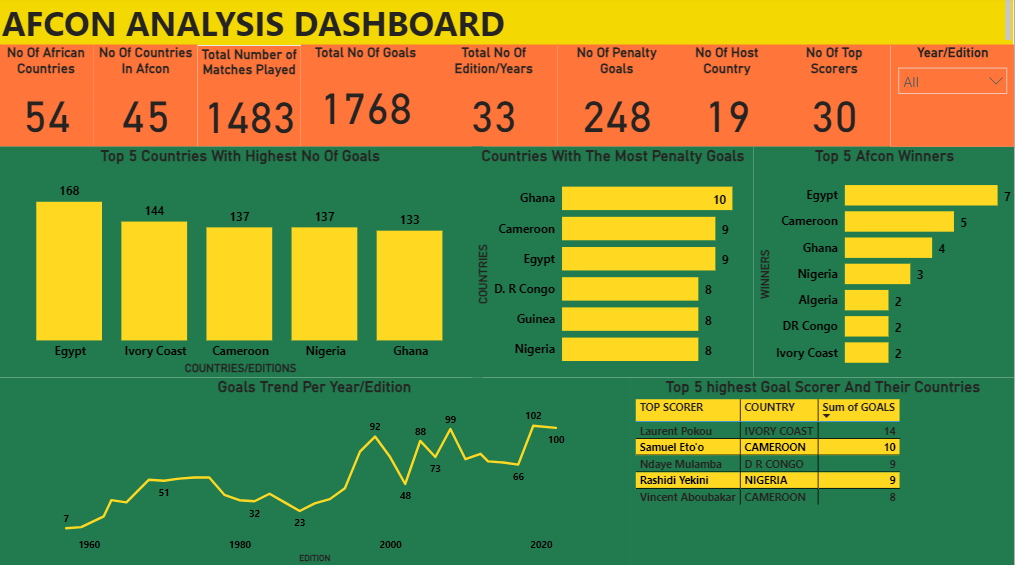 AFCON ANALYSIS DASHBOARD
No Of African
Countries
54
No Of Countries
In Afcon
45
Total Number of
Matches Played
1483
Total No Of Goals
1768
Total No Of
Edition/Years
33
No Of Penalty
Goals
248
No Of Host
Country
19
No Of Top
Scorers
30
Year/Edition
All
Top 5 Countries With Highest No Of Goals
168
144
137
137
133
Egypt
Ivory Coast
Cameroon
Nigeria
Ghana
COUNTRIES/EDITIONS
Countries With The Most Penalty Goals
COUNTRIES
Ghana 10
Cameroon 9
Egypt 9
D. R Congo 8
Guinea 8
Nigeria 8
Top 5 Afcon Winners
WINNERS
Egypt 7
Cameroon 5
Ghana 4
Nigeria 3
Algeria 2
DR Congo 2
Ivory Coast 2
Goals Trend Per Year/Edition
7
51
32
23
92
48
88
73
99
66
102
100
1960
1980
2000
2020
EDITION
Top 5 highest Goal Scorer And Their Countries
TOP SCORER COUNTRY Sum of GOALS
Laurent Pokou IVORY COAST 14
Samuel Eto'o CAMEROON 10
Ndaye Mulamba D R CONGO 9
Rashidi Yekini NIGERIA 9
Vincent Aboubakar CAMEROON 8